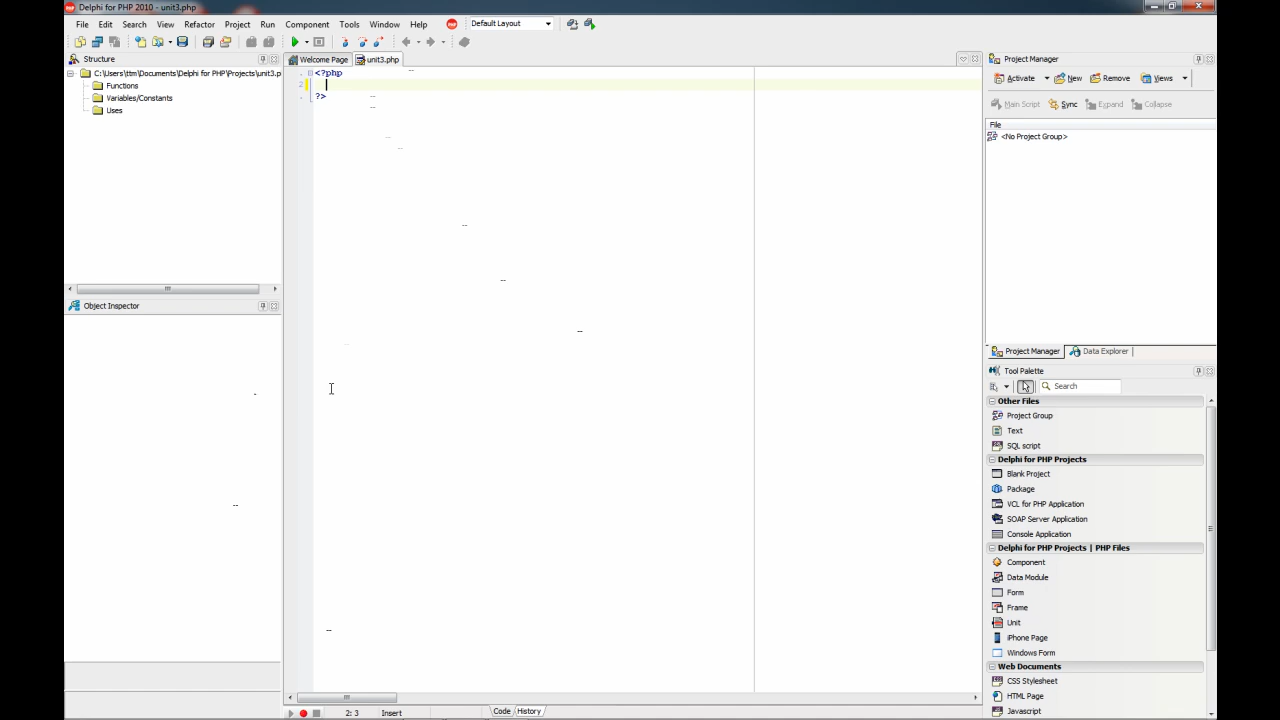 Delphi for PHP 2010 - unit3.php
File Edit Search View Refactor Project Run Component Tools Window Help Default Layout
Structure
C:\Users\ttm\Documents\Delphi for PHP\Projects\unit3.p
Functions
Variables/Constants
Uses
Object Inspector
Welcome Page unit3.php
<?php
2
?>
2: 3 Insert Code History
Project Manager
Activate New Remove Views
Main Script Sync Expand Collapse
File
<No Project Group>
Project Manager Data Explorer
Tool Palette
Search
Other Files
Project Group
Text
SQL script
Delphi for PHP Projects
Blank Project
Package
VCL for PHP Application
SOAP Server Application
Console Application
Delphi for PHP Projects | PHP Files
Component
Data Module
Form
Frame
Unit
iPhone Page
Windows Form
Web Documents
CSS Stylesheet
HTML Page
Javascript